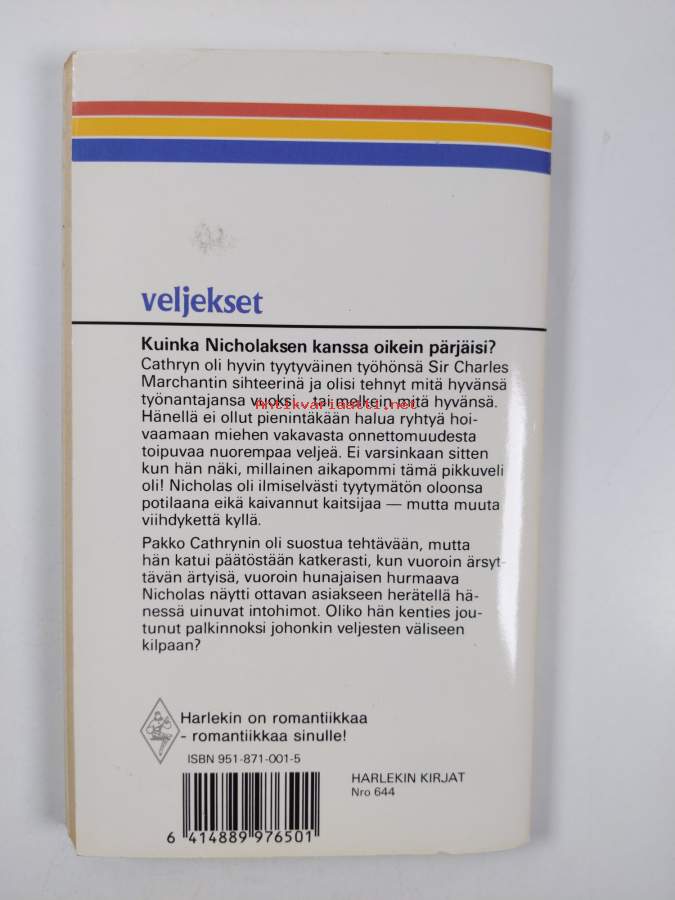 veljekset
Kuinka Nicholaksen kanssa oikein pärjäisi?
Cathryn oli hyvin tyytyväinen työhönsä Sir Charles
Marchantin sihteerinä ja olisi tehnyt mitä hyvänsä
työnantajansa vuoksi... tai melkein mitä hyvänsä.
Antikvariaatti.net
Hänellä ei ollut pienintäkään halua ryhtyä hoi-
vaamaan miehen vakavasta onnettomuudesta
toipuvaa nuorempaa veljeä. Ei varsinkaan sitten
kun hän näki, millainen aikapommi tämä pikkuveli
oli! Nicholas oli ilmiselvästi tyytymätön oloonsa
potilaana eikä kaivannut kaitsijaa — mutta muuta
viihdykettä kyllä.
Pakko Cathrynin oli suostua tehtävään, mutta
hän katui päätöstään katkerasti, kun vuoroin ärsyt-
tävän ärtyisä, vuoroin hunajaisen hurmaava
Nicholas näytti ottavan asiakseen herätellä hä-
nessä uinuvat intohimot. Oliko hän kenties jou-
tunut palkinnoksi johonkin veljesten väliseen
kilpaan?
Harlekin on romantiikkaa
- romantiikkaa sinulle!
ISBN 951-871-001-5
HARLEKIN KIRJAT
Nro 644
6 414889 976501